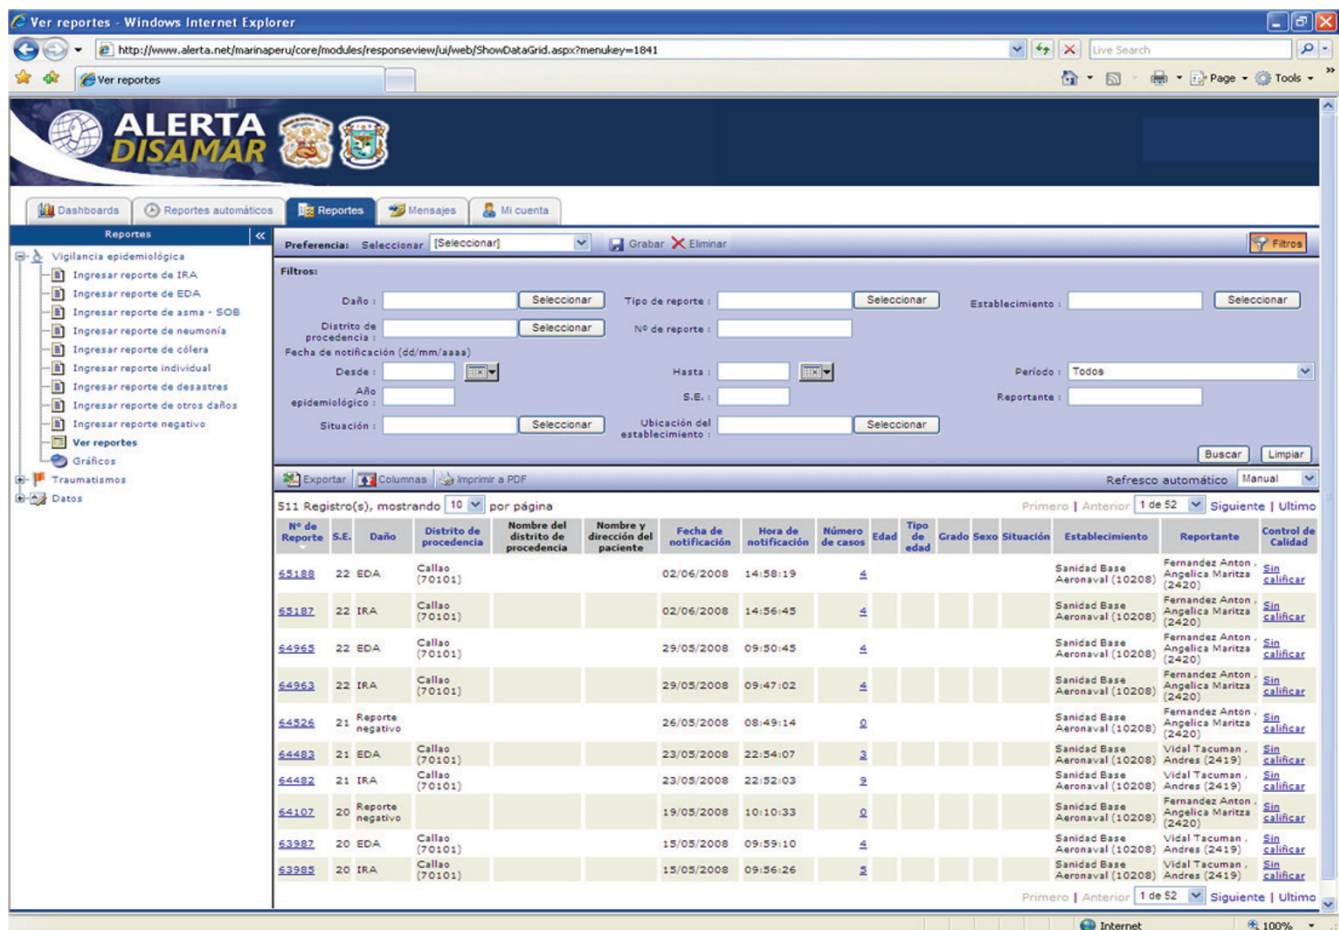 Ver reportes - Windows Internet Explorer
http://www.alerta.net/marinaperu/core/modules/responseview/ui/web/ShowDataGrid.aspx?menukey=1841
Live Search
Ver reportes
Page Tools
ALERTA
DISAMAR
Dashboards Reportes automáticos Reportes Mensajes Mi cuenta
Reportes «
Vigilancia epidemiológica
Ingresar reporte de IRA
Ingresar reporte de EDA
Ingresar reporte de asma - SOB
Ingresar reporte de neumonía
Ingresar reporte de cólera
Ingresar reporte individual
Ingresar reporte de desastres
Ingresar reporte de otros daños
Ingresar reporte negativo
Ver reportes
Gráficos
Traumatismos
Datos
Preferencia: Seleccionar [Seleccionar] Grabar Eliminar Filtros
Filtros:
Daño : Seleccionar Tipo de reporte : Seleccionar Establecimiento : Seleccionar
Distrito de procedencia : Seleccionar Nº de reporte :
Fecha de notificación (dd/mm/aaaa)
Desde : Hasta : Período : Todos
Año epidemiológico : S.E. : Reportante :
Situación : Seleccionar Ubicación del establecimiento : Seleccionar
Buscar Limpiar
Exportar Columnas Imprimir a PDF Refresco automático Manual
511 Registro(s), mostrando 10 por página Primero | Anterior 1 de 52 Siguiente | Ultimo
Nº de Reporte S.E. Daño Distrito de procedencia Nombre del distrito de procedencia Nombre y dirección del paciente Fecha de notificación Hora de notificación Número de casos Edad Tipo de edad Grado Sexo Situación Establecimiento Reportante Control de Calidad
65188 22 EDA Callao (70101) 02/06/2008 14:58:19 4 Sanidad Base Aeronaval (10208) Fernandez Anton , Angelica Maritza (2420) Sin calificar
65187 22 IRA Callao (70101) 02/06/2008 14:56:45 4 Sanidad Base Aeronaval (10208) Fernandez Anton , Angelica Maritza (2420) Sin calificar
64965 22 EDA Callao (70101) 29/05/2008 09:50:45 4 Sanidad Base Aeronaval (10208) Fernandez Anton , Angelica Maritza (2420) Sin calificar
64963 22 IRA Callao (70101) 29/05/2008 09:47:02 4 Sanidad Base Aeronaval (10208) Fernandez Anton , Angelica Maritza (2420) Sin calificar
64526 21 Reporte negativo 26/05/2008 08:49:14 0 Sanidad Base Aeronaval (10208) Fernandez Anton , Angelica Maritza (2420) Sin calificar
64483 21 EDA Callao (70101) 23/05/2008 22:54:07 3 Sanidad Base Aeronaval (10208) Vidal Tacuman , Andres (2419) Sin calificar
64482 21 IRA Callao (70101) 23/05/2008 22:52:03 9 Sanidad Base Aeronaval (10208) Vidal Tacuman , Andres (2419) Sin calificar
64107 20 Reporte negativo 19/05/2008 10:10:33 0 Sanidad Base Aeronaval (10208) Fernandez Anton , Angelica Maritza (2420) Sin calificar
63987 20 EDA Callao (70101) 15/05/2008 09:59:10 4 Sanidad Base Aeronaval (10208) Vidal Tacuman , Andres (2419) Sin calificar
63985 20 IRA Callao (70101) 15/05/2008 09:56:26 5 Sanidad Base Aeronaval (10208) Vidal Tacuman , Andres (2419) Sin calificar
Primero | Anterior 1 de 52 Siguiente | Ultimo
Internet 100%